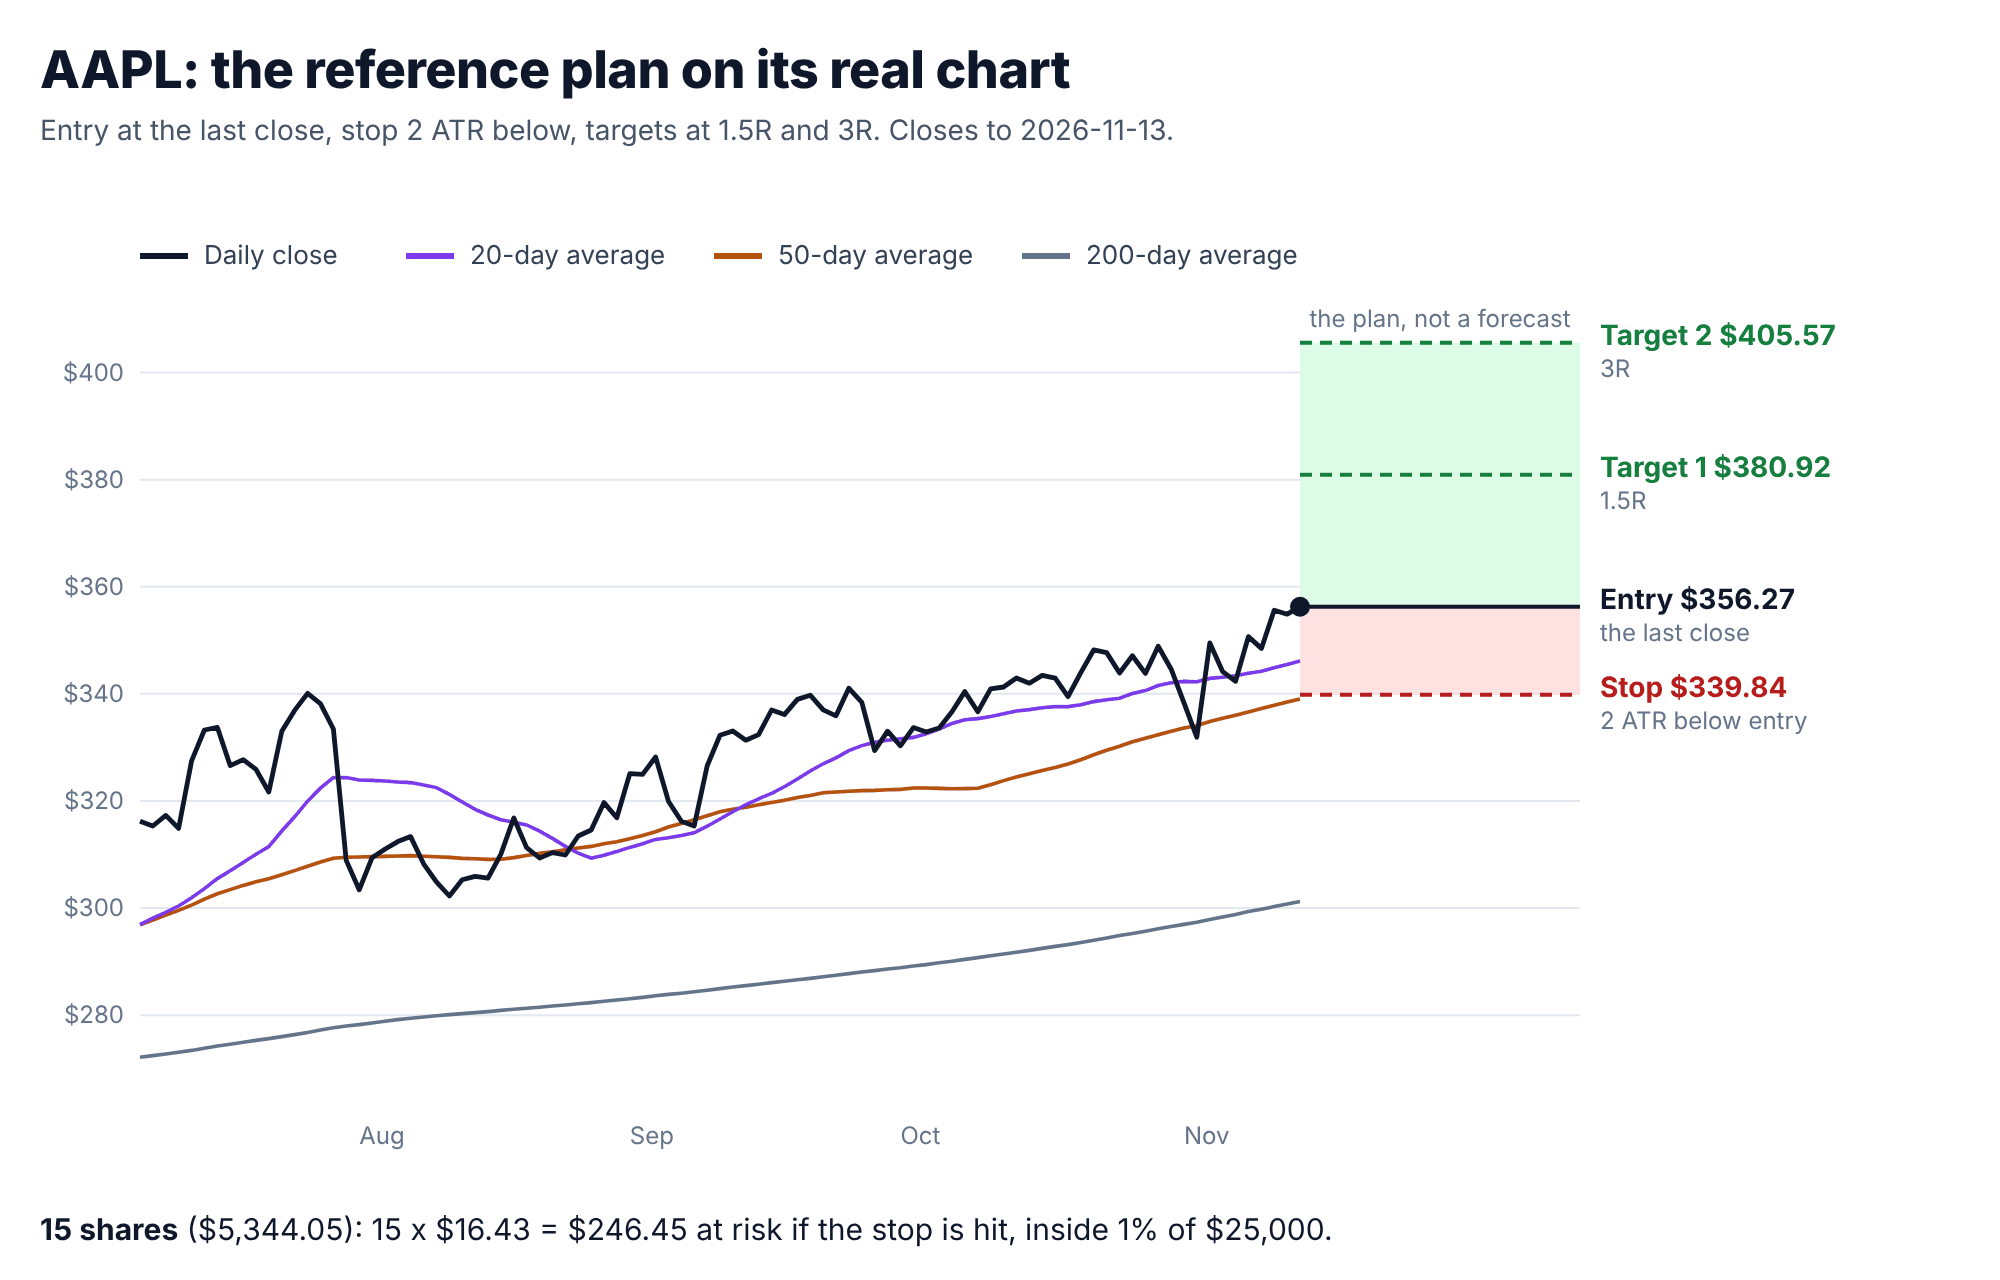 AAPL: the reference plan on its real chart
Entry at the last close, stop 2 ATR below, targets at 1.5R and 3R. Closes to 2026-11-13.
Daily close
20-day average
50-day average
200-day average
the plan, not a forecast
Target 2 $405.57
3R
$400
Target 1 $380.92
1.5R
$380
$360
Entry $356.27
the last close
$340
Stop $339.84
2 ATR below entry
$320
$300
$280
Aug
Sep
Oct
Nov
15 shares ($5,344.05): 15 x $16.43 = $246.45 at risk if the stop is hit, inside 1% of $25,000.